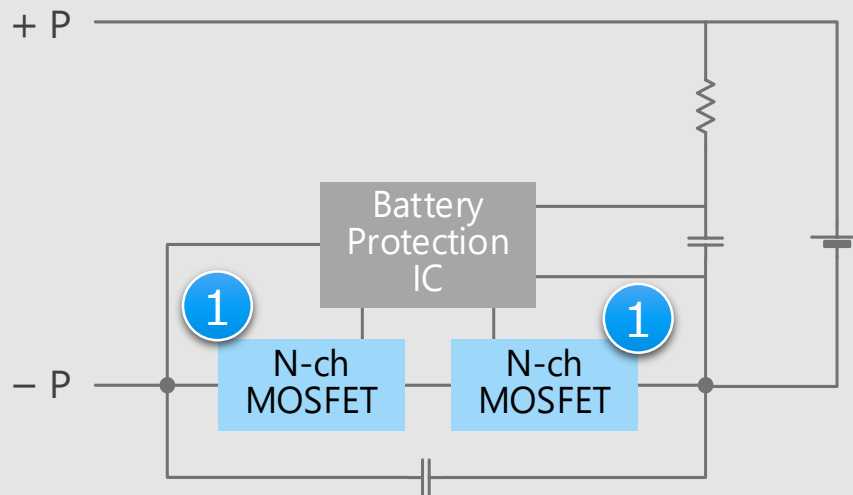 + P
Battery
Protection
IC
1
1
N-ch
MOSFET
N-ch
MOSFET
− P